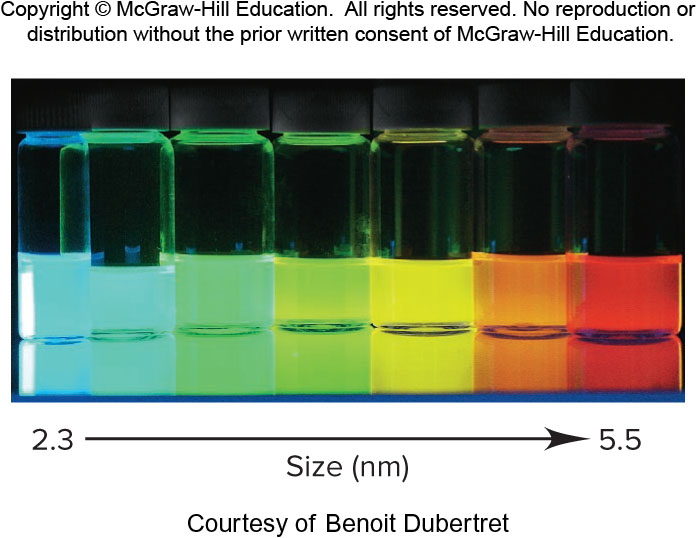 Copyright © McGraw-Hill Education.  All rights reserved. No reproduction or
distribution without the prior written consent of McGraw-Hill Education.
2.3 5.5
Size (nm)
Courtesy of Benoit Dubertret